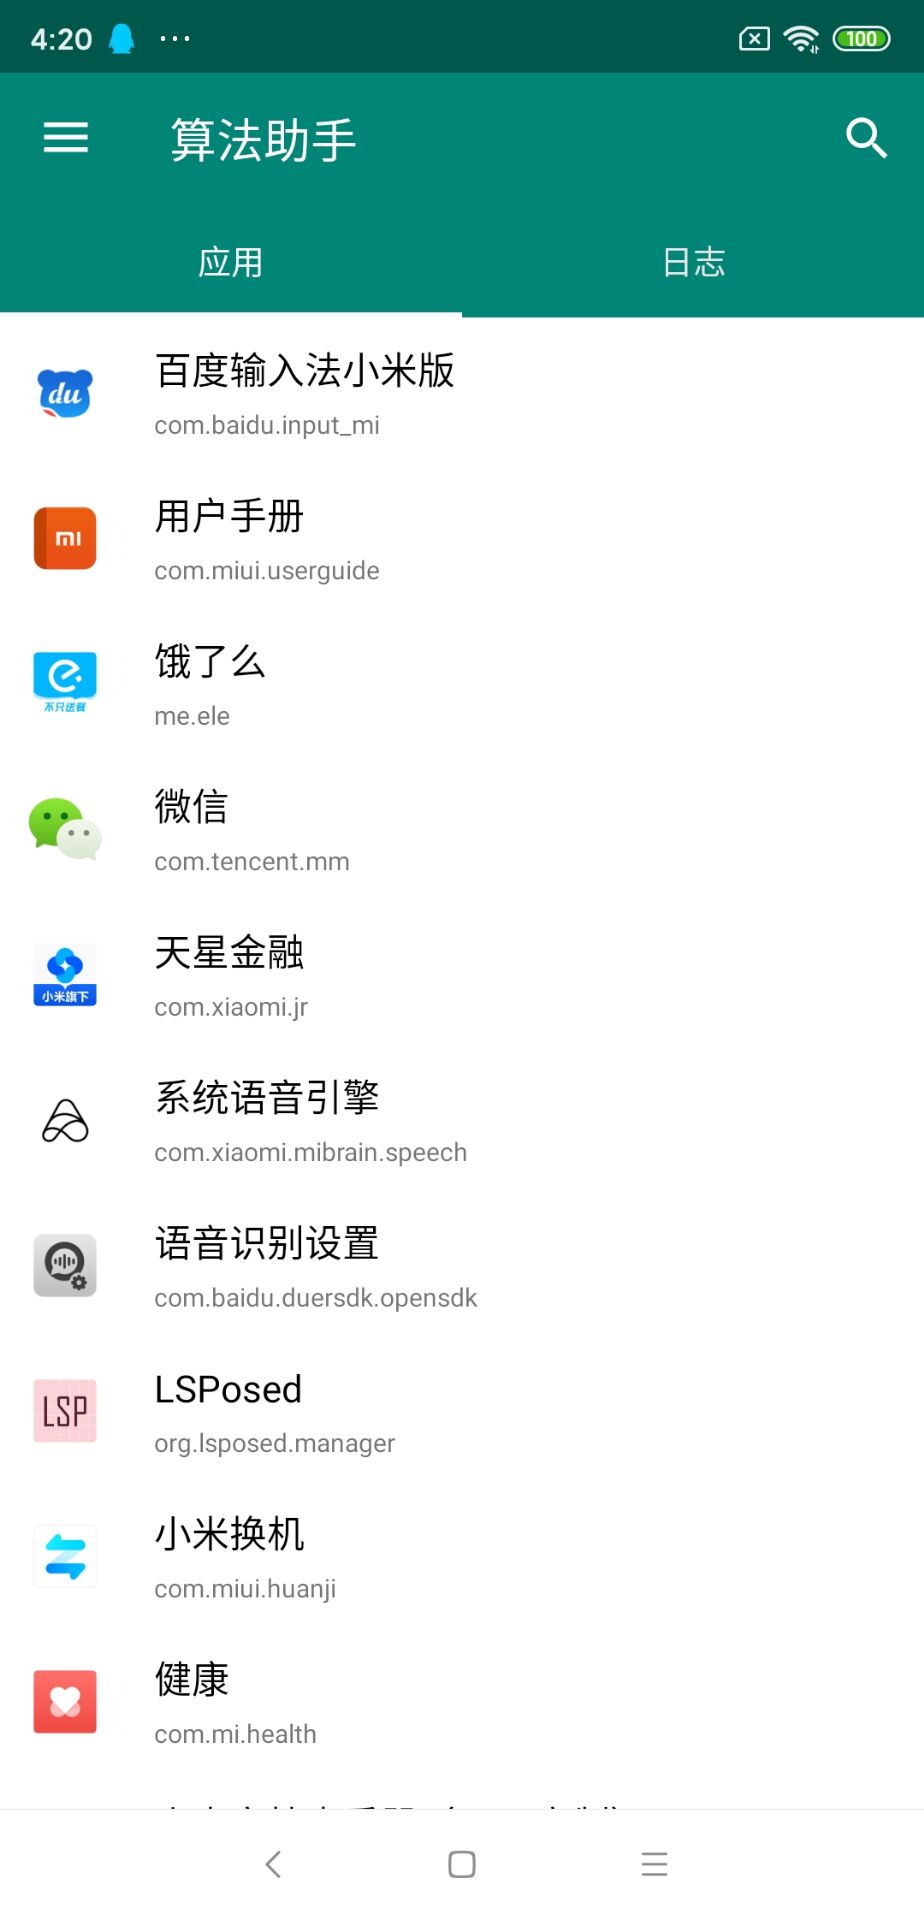 4:20
100
算法助手
应用
日志
百度输入法小米版
du
com.baidu.input_mi
用户手册
mi
com.miui.userguide
饿了么
不只送餐
me.ele
微信
com.tencent.mm
天星金融
小米旗下
com.xiaomi.jr
系统语音引擎
com.xiaomi.mibrain.speech
语音识别设置
com.baidu.duersdk.opensdk
LSPosed
LSP
org.lsposed.manager
小米换机
com.miui.huanji
健康
com.mi.health